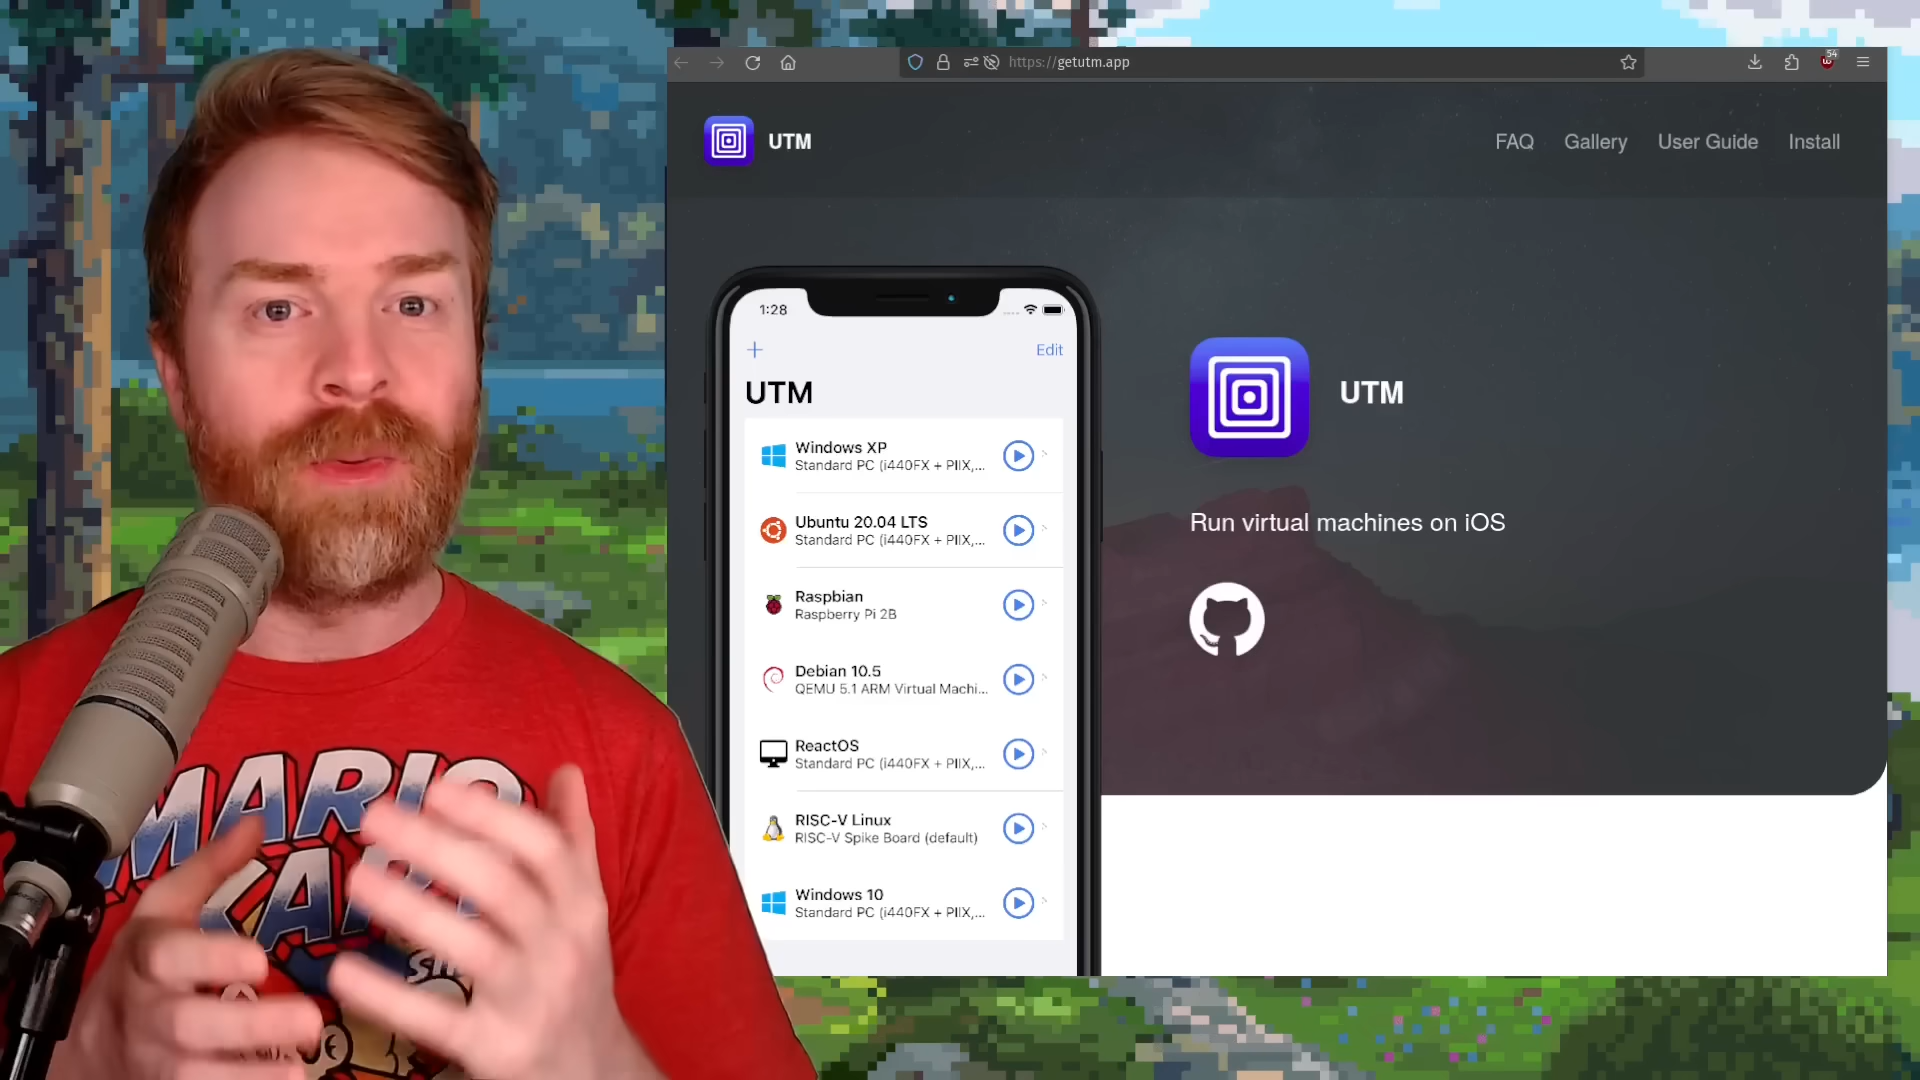 https://getutm.app
54
UTM
FAQ
Gallery
User Guide
Install
1:28
Edit
UTM
Windows XP
Standard PC (i440FX + PIIX,...
Ubuntu 20.04 LTS
Standard PC (i440FX + PIIX,...
Raspbian
Raspberry Pi 2B
Debian 10.5
QEMU 5.1 ARM Virtual Machi...
ReactOS
Standard PC (i440FX + PIIX,...
RISC-V Linux
RISC-V Spike Board (default)
Windows 10
Standard PC (i440FX + PIIX,...
UTM
Run virtual machines on iOS
MARIO